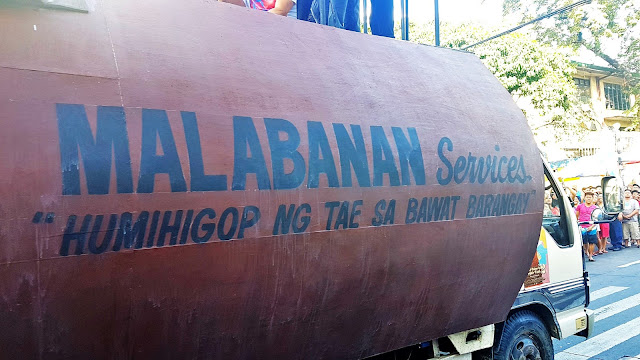 MALABANAN Services.
"HUMIHIGOP NG TAE SA BAWAT BARANGAY"